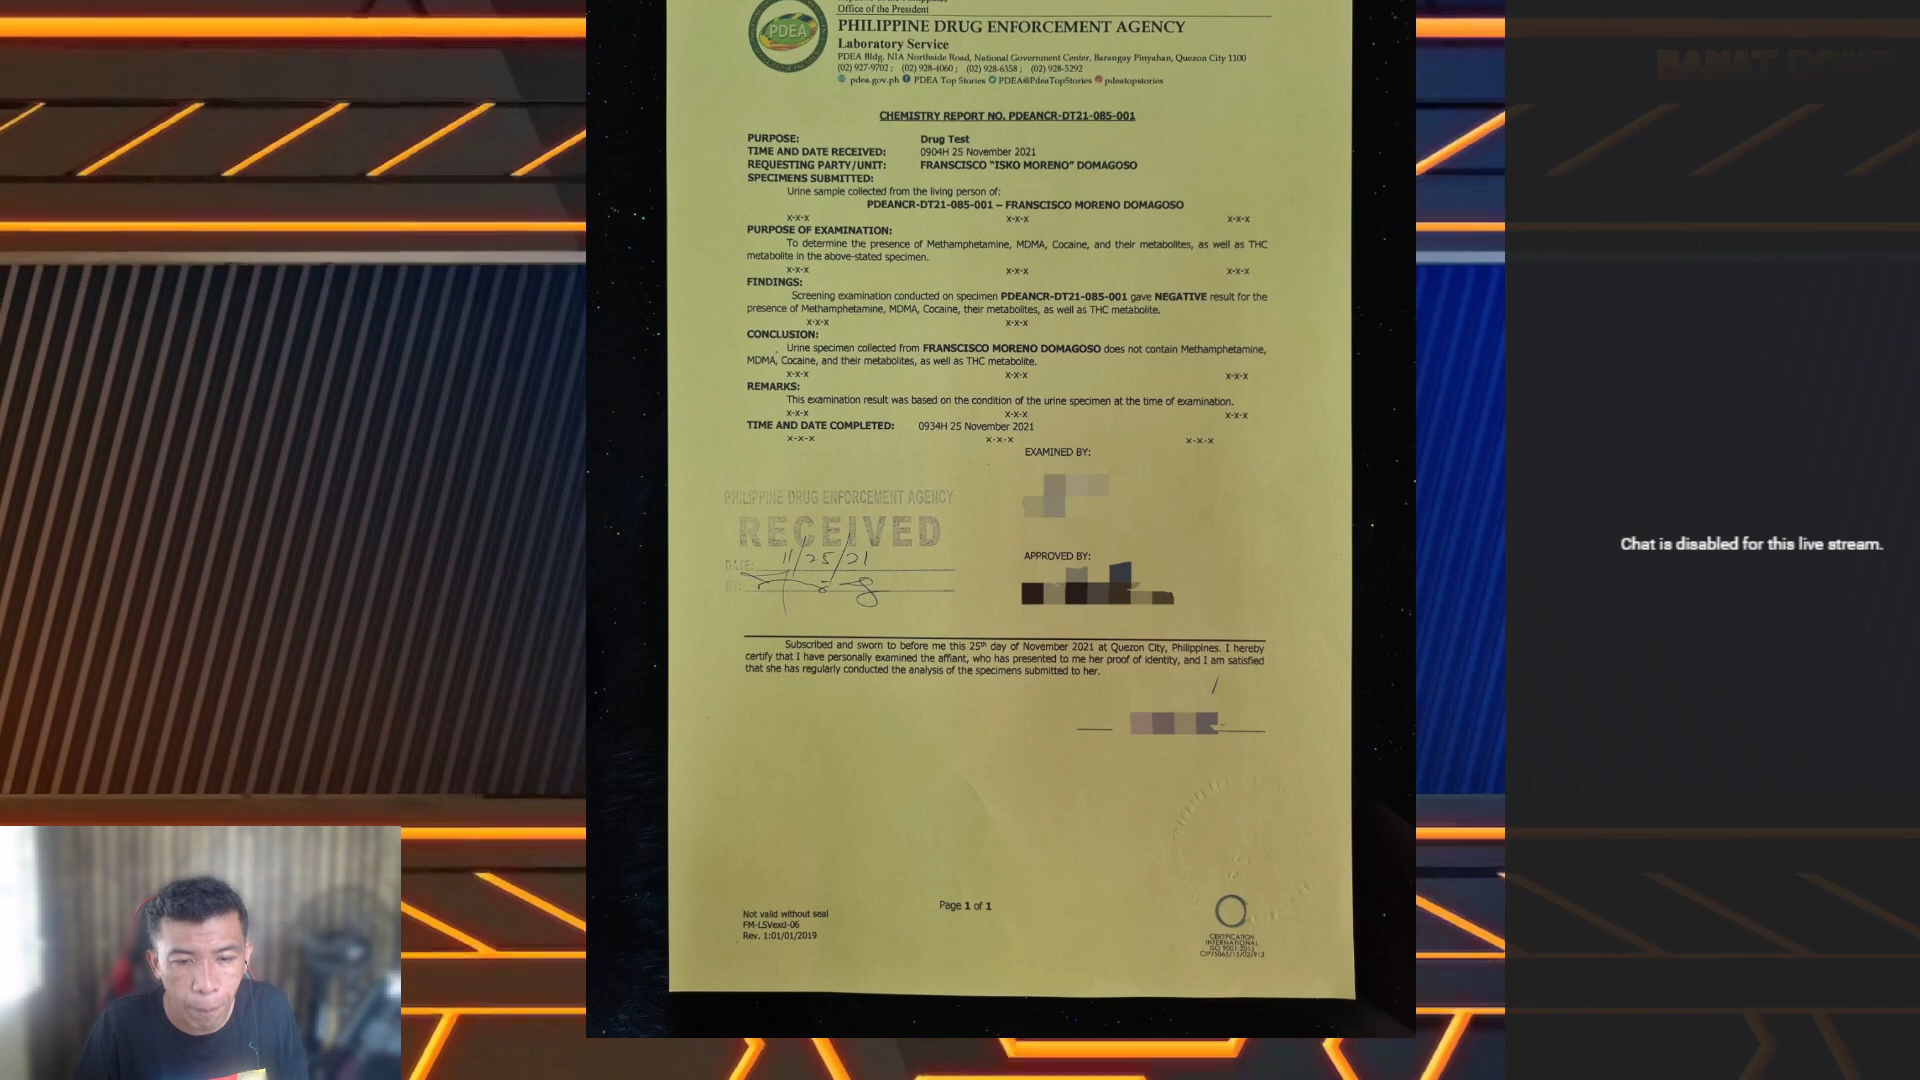 Office of the President
PHILIPPINE DRUG ENFORCEMENT AGENCY
Laboratory Service
PDEA Bldg, NIA Northside Road, National Government Center, Barangay Pinyahan, Quezon City 1100
(02) 927-9702 ; (02) 928-4060 ; (02) 928-6358 ; (02) 928-5292
pdea.gov.ph PDEA Top Stories PDEA@PdeaTopStories pdeatopstories
PDEA
CHEMISTRY REPORT NO. PDEANCR-DT21-085-001
PURPOSE: Drug Test
TIME AND DATE RECEIVED: 0904H 25 November 2021
REQUESTING PARTY/UNIT: FRANSCISCO "ISKO MORENO" DOMAGOSO
SPECIMENS SUBMITTED:
Urine sample collected from the living person of:
PDEANCR-DT21-085-001 – FRANSCISCO MORENO DOMAGOSO
x-x-x x-x-x x-x-x
PURPOSE OF EXAMINATION:
To determine the presence of Methamphetamine, MDMA, Cocaine, and their metabolites, as well as THC
metabolite in the above-stated specimen.
x-x-x x-x-x x-x-x
FINDINGS:
Screening examination conducted on specimen PDEANCR-DT21-085-001 gave NEGATIVE result for the
presence of Methamphetamine, MDMA, Cocaine, their metabolites, as well as THC metabolite.
x-x-x x-x-x
CONCLUSION:
Urine specimen collected from FRANSCISCO MORENO DOMAGOSO does not contain Methamphetamine,
MDMA, Cocaine, and their metabolites, as well as THC metabolite.
x-x-x x-x-x x-x-x
REMARKS:
This examination result was based on the condition of the urine specimen at the time of examination.
x-x-x x-x-x x-x-x
TIME AND DATE COMPLETED: 0934H 25 November 2021
x-x-x x-x-x x-x-x
EXAMINED BY:
PHILIPPINE DRUG ENFORCEMENT AGENCY
RECEIVED
DATE: 11/25/21
BY:
APPROVED BY:
Subscribed and sworn to before me this 25th day of November 2021 at Quezon City, Philippines. I hereby
certify that I have personally examined the affiant, who has presented to me her proof of identity, and I am satisfied
that she has regularly conducted the analysis of the specimens submitted to her.
Page 1 of 1
Not valid without seal
FM-LSVexd-06
Rev. 1:01/01/2019
CERTIFICATION
INTERNATIONAL
ISO 9001:2015
CIP/5065/15/02/913
BANAT
Chat is disabled for this live stream.